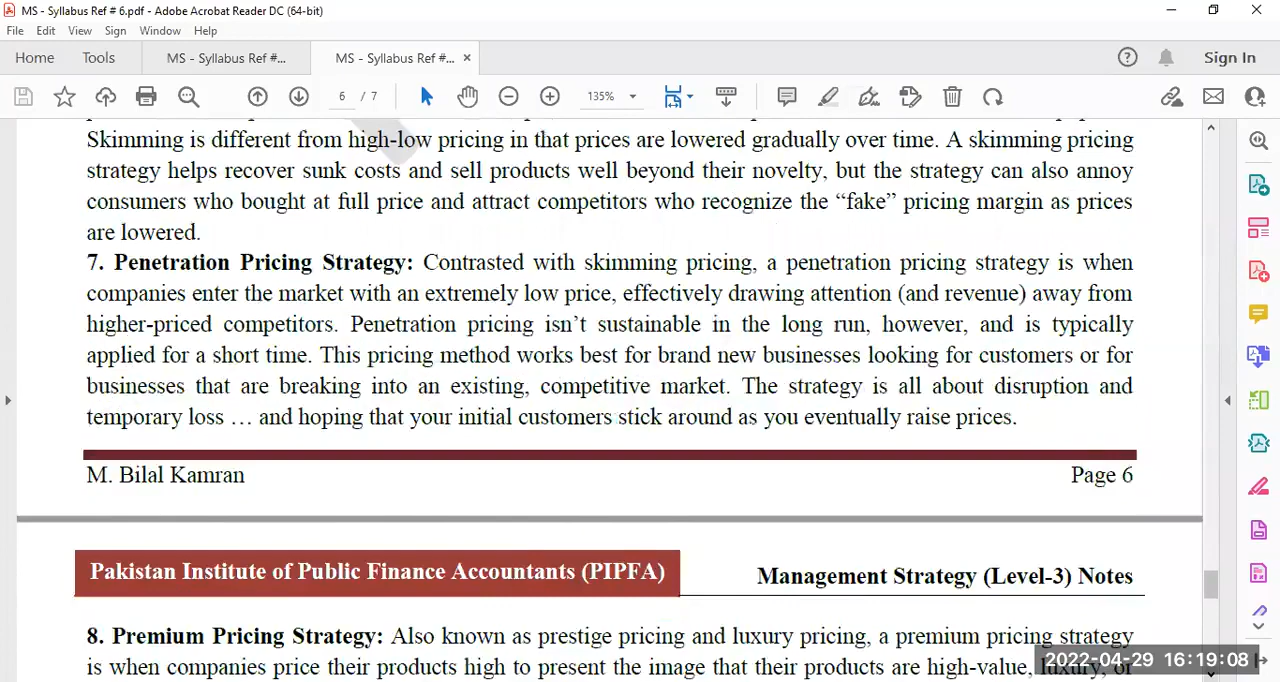 MS - Syllabus Ref # 6.pdf - Adobe Acrobat Reader DC (64-bit)
File Edit View Sign Window Help
Home Tools MS - Syllabus Ref #... MS - Syllabus Ref #... × Sign In
6 / 7 135%
Skimming is different from high-low pricing in that prices are lowered gradually over time. A skimming pricing
strategy helps recover sunk costs and sell products well beyond their novelty, but the strategy can also annoy
consumers who bought at full price and attract competitors who recognize the “fake” pricing margin as prices
are lowered.
7. Penetration Pricing Strategy: Contrasted with skimming pricing, a penetration pricing strategy is when
companies enter the market with an extremely low price, effectively drawing attention (and revenue) away from
higher-priced competitors. Penetration pricing isn’t sustainable in the long run, however, and is typically
applied for a short time. This pricing method works best for brand new businesses looking for customers or for
businesses that are breaking into an existing, competitive market. The strategy is all about disruption and
temporary loss … and hoping that your initial customers stick around as you eventually raise prices.
M. Bilal Kamran Page 6
Pakistan Institute of Public Finance Accountants (PIPFA) Management Strategy (Level-3) Notes
8. Premium Pricing Strategy: Also known as prestige pricing and luxury pricing, a premium pricing strategy
is when companies price their products high to present the image that their products are high-value, luxury, or
2022-04-29 16:19:08